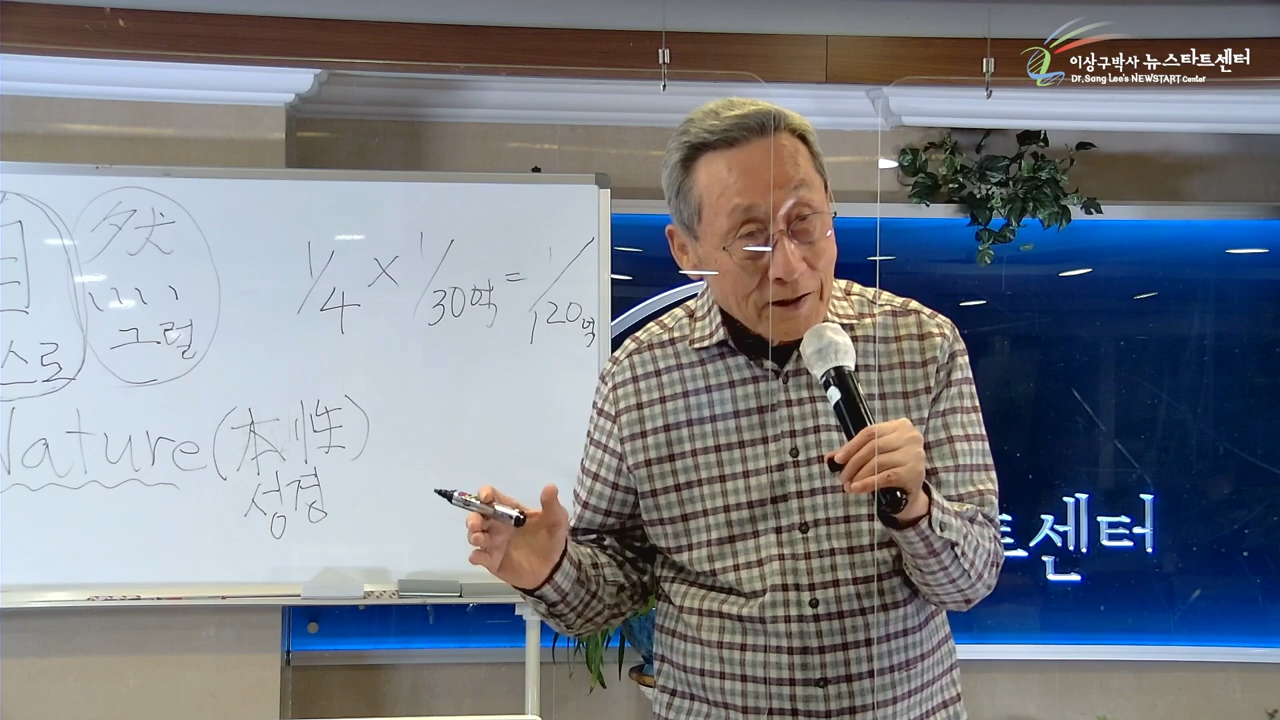 이상구박사 뉴스타트센터
Dr. Sang Lee's NEWSTART Center
自 然
스로 그럴
1/4 × 1/30억 = 1/120억
Nature (本性)
성경
트센터